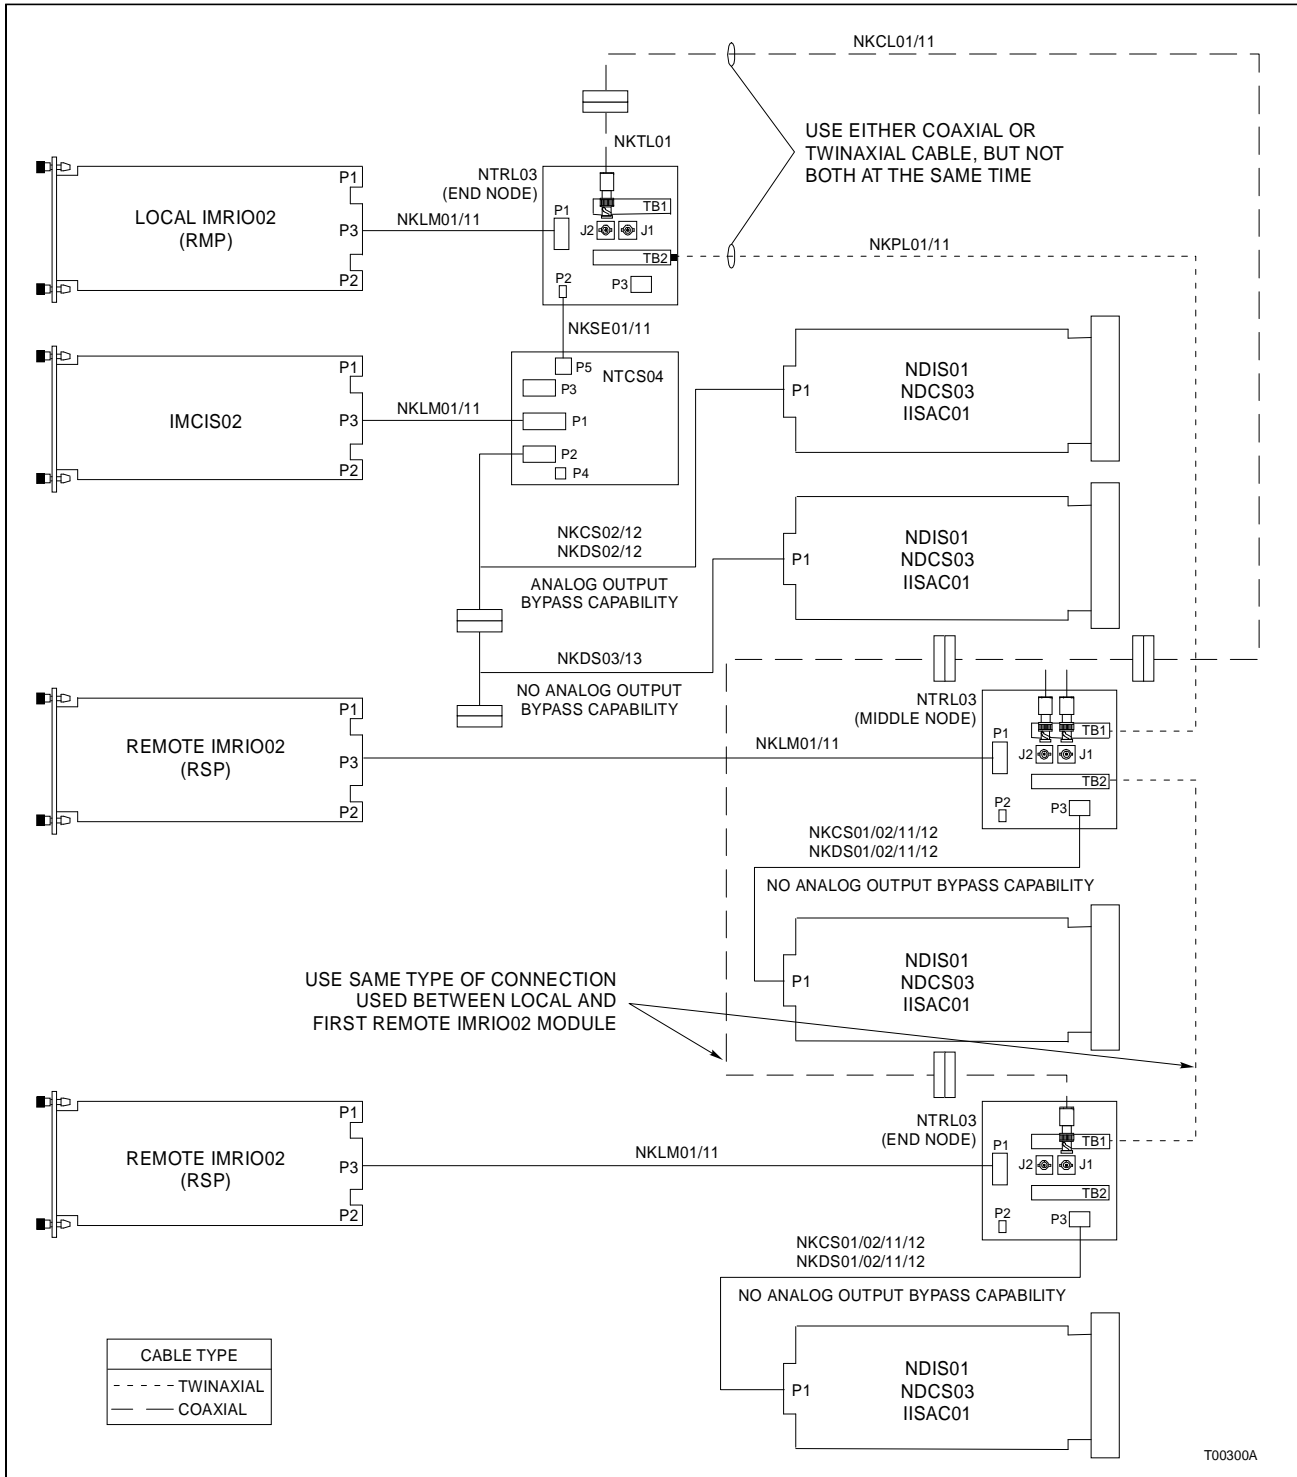 NKCL01/11
USE EITHER COAXIAL OR
TWINAXIAL CABLE, BUT NOT
BOTH AT THE SAME TIME
NKTL01
NTRL03
(END NODE)
P1
TB1
J2
J1
TB2
P2
P3
P1
LOCAL IMRIO02
(RMP)
P3
P2
NKLM01/11
NKPL01/11
NKSE01/11
P1
IMCIS02
P3
P2
NKLM01/11
P5
NTCS04
P3
P1
P2
P4
P1
NDIS01
NDCS03
IISAC01
NKCS02/12
NKDS02/12
ANALOG OUTPUT
BYPASS CAPABILITY
P1
NDIS01
NDCS03
IISAC01
NKDS03/13
NO ANALOG OUTPUT
BYPASS CAPABILITY
P1
REMOTE IMRIO02
(RSP)
P3
P2
NKLM01/11
NTRL03
(MIDDLE NODE)
P1
TB1
J2
J1
TB2
P2
P3
NKCS01/02/11/12
NKDS01/02/11/12
NO ANALOG OUTPUT BYPASS CAPABILITY
P1
NDIS01
NDCS03
IISAC01
USE SAME TYPE OF CONNECTION
USED BETWEEN LOCAL AND
FIRST REMOTE IMRIO02 MODULE
P1
REMOTE IMRIO02
(RSP)
P3
P2
NKLM01/11
NTRL03
(END NODE)
P1
TB1
J2
J1
TB2
P2
P3
NKCS01/02/11/12
NKDS01/02/11/12
NO ANALOG OUTPUT BYPASS CAPABILITY
P1
NDIS01
NDCS03
IISAC01
CABLE TYPE
TWINAXIAL
COAXIAL
T00300A